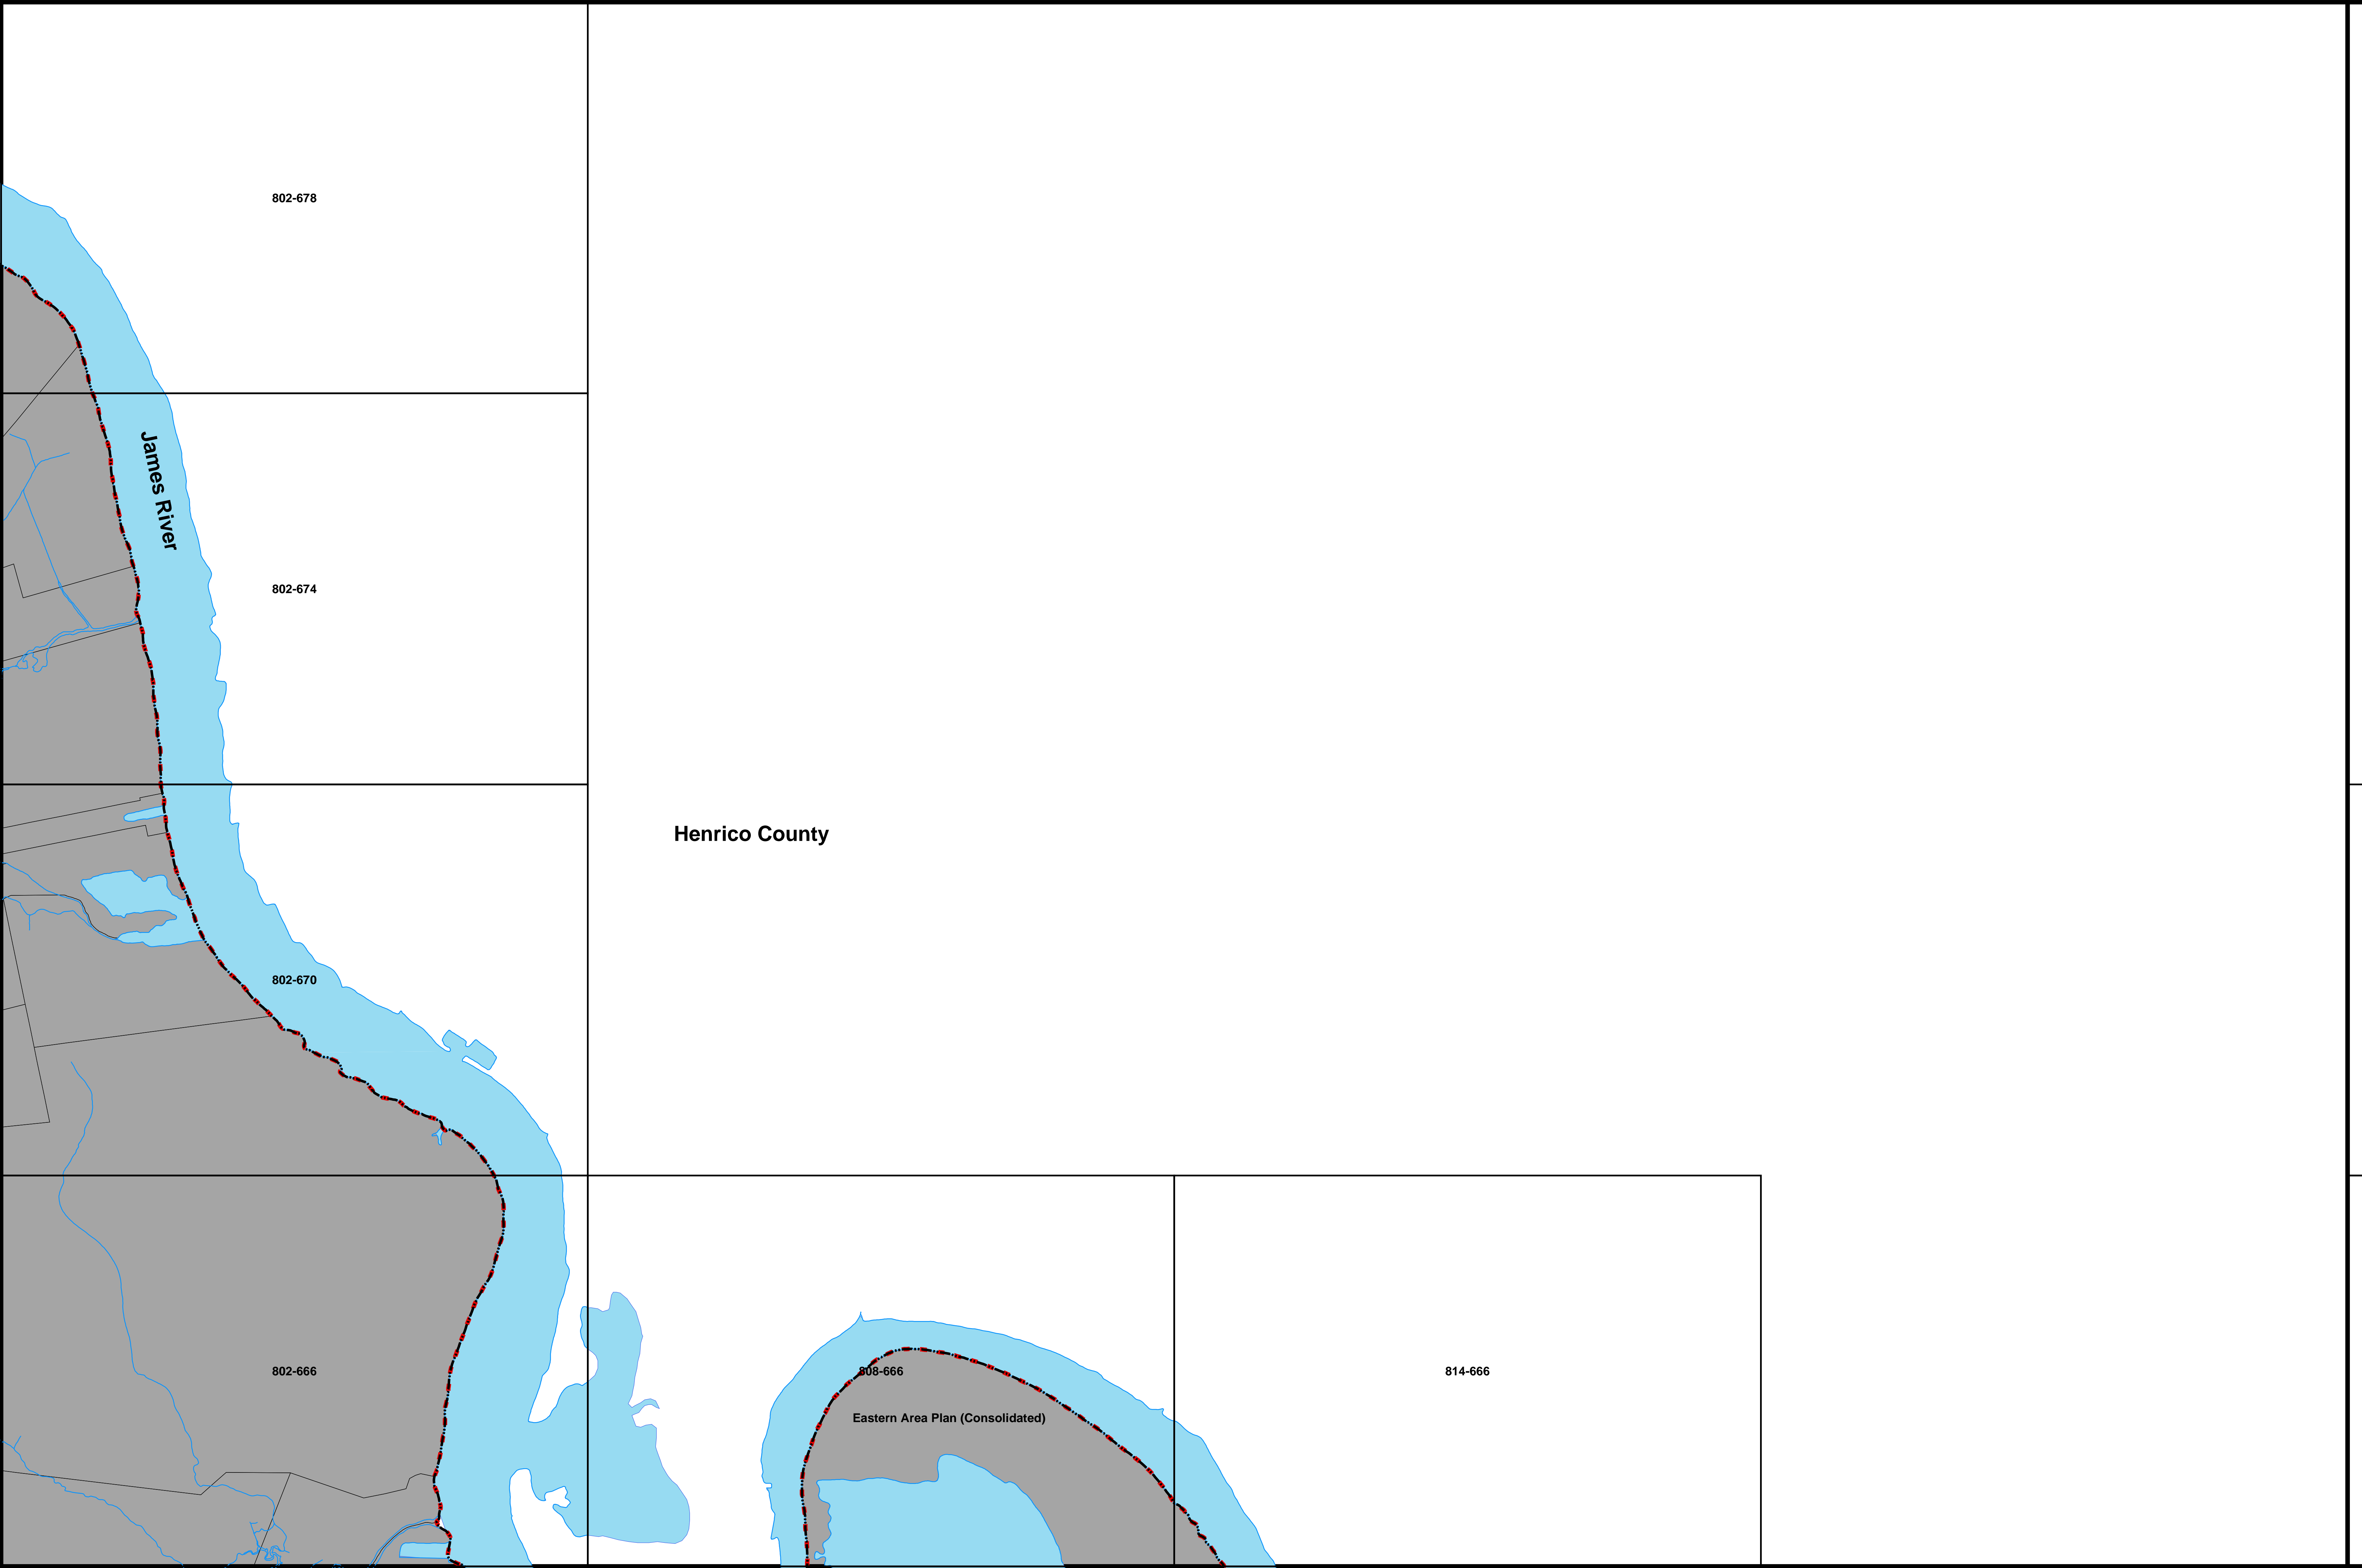 802-678
James River
802-674
Henrico County
802-670
802-666
808-666
814-666
Eastern Area Plan (Consolidated)